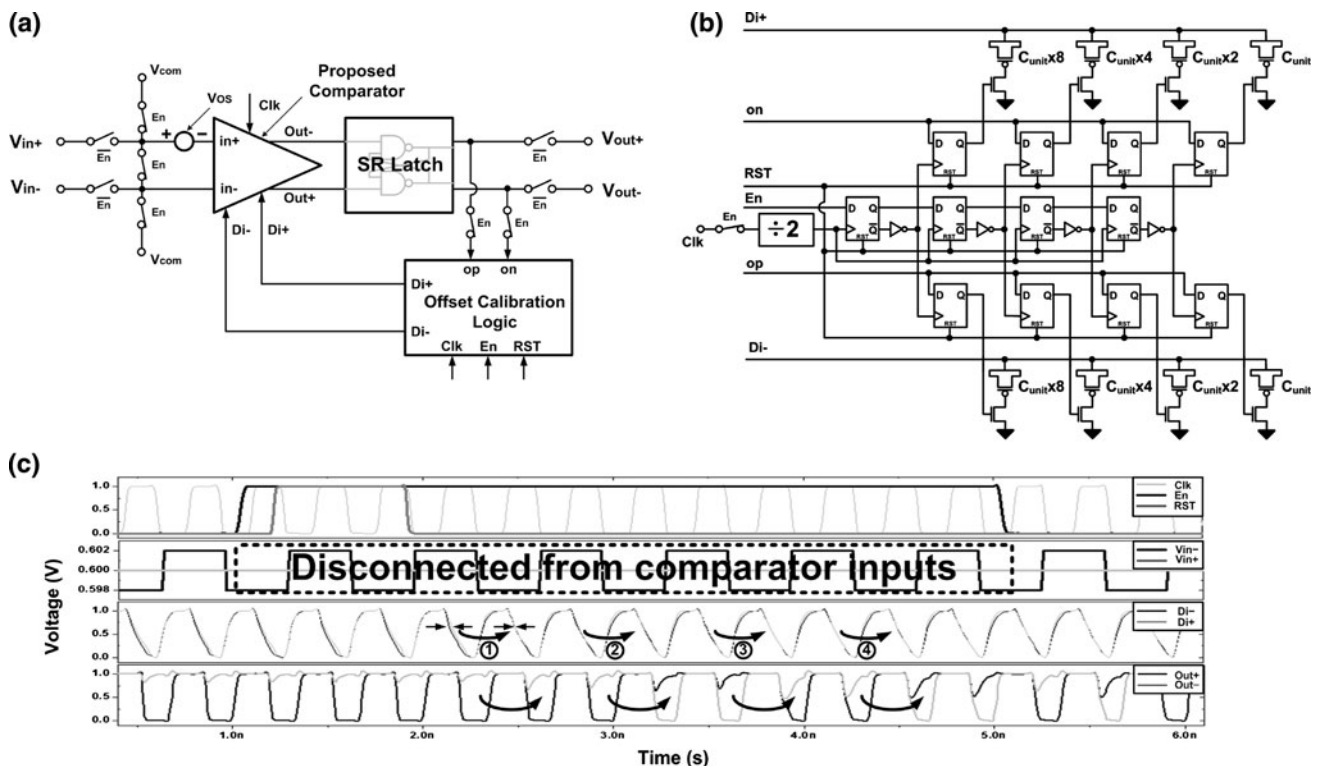 (a)
Vcom
Vos
Clk
Proposed
Comparator
En
Vin+
En
+
−
in+
Out-
SR Latch
En
Vout+
En
Vin-
En
En
in-
Out+
En
Vout-
Di-
Di+
En
En
Vcom
op
on
Di+
Offset Calibration
Logic
Di-
Clk
En
RST
(b)
Di+
Cunitx8
Cunitx4
Cunitx2
Cunit
on
D Q
D Q
D Q
D Q
RST
RST
RST
RST
RST
En
En
Clk
÷2
D Q
D Q
D Q
D Q
RST
RST
RST
RST
op
D Q
D Q
D Q
D Q
RST
RST
RST
RST
Di-
Cunitx8
Cunitx4
Cunitx2
Cunit
(c)
Voltage (V)
1.0
0.5
0.0
Clk
En
RST
0.602
0.600
0.598
Disconnected from comparator inputs
Vin−
Vin+
1.0
0.5
0.0
1
2
3
4
Di−
Di+
1.0
0.5
0.0
Out+
Out−
1.0n
2.0n
3.0n
4.0n
5.0n
6.0n
Time (s)